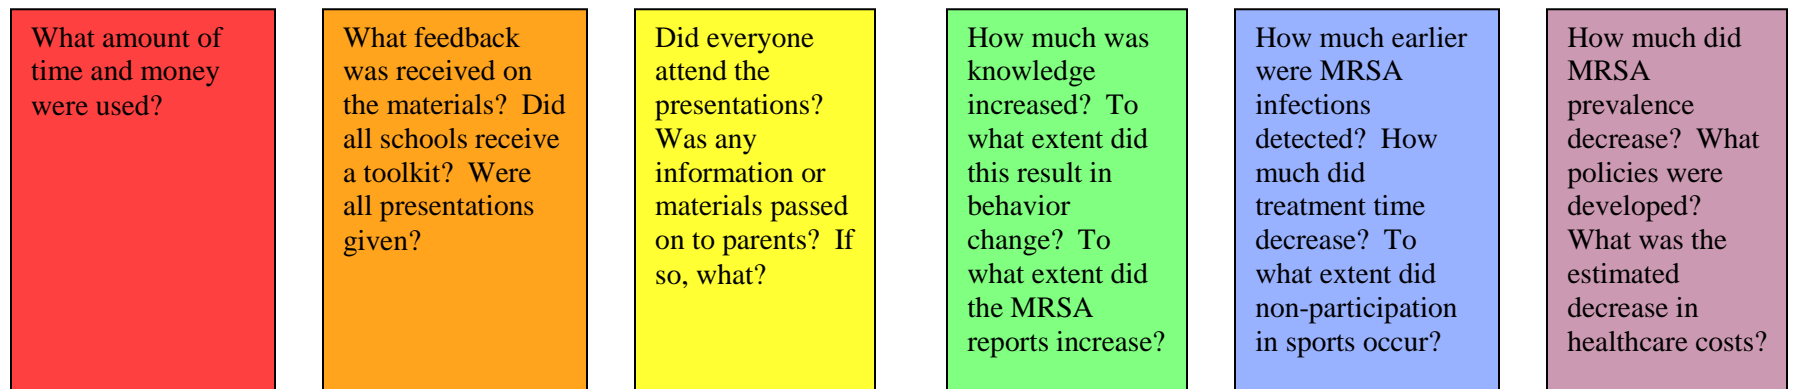 What amount of
time and money
were used?
What feedback
was received on
the materials?  Did
all schools receive
a toolkit?  Were
all presentations
given?
Did everyone
attend the
presentations?
Was any
information or
materials passed
on to parents?  If
so, what?
How much was
knowledge
increased?  To
what extent did
this result in
behavior
change?  To
what extent did
the MRSA
reports increase?
How much earlier
were MRSA
infections
detected?  How
much did
treatment time
decrease?  To
what extent did
non-participation
in sports occur?
How much did
MRSA
prevalence
decrease?  What
policies were
developed?
What was the
estimated
decrease in
healthcare costs?